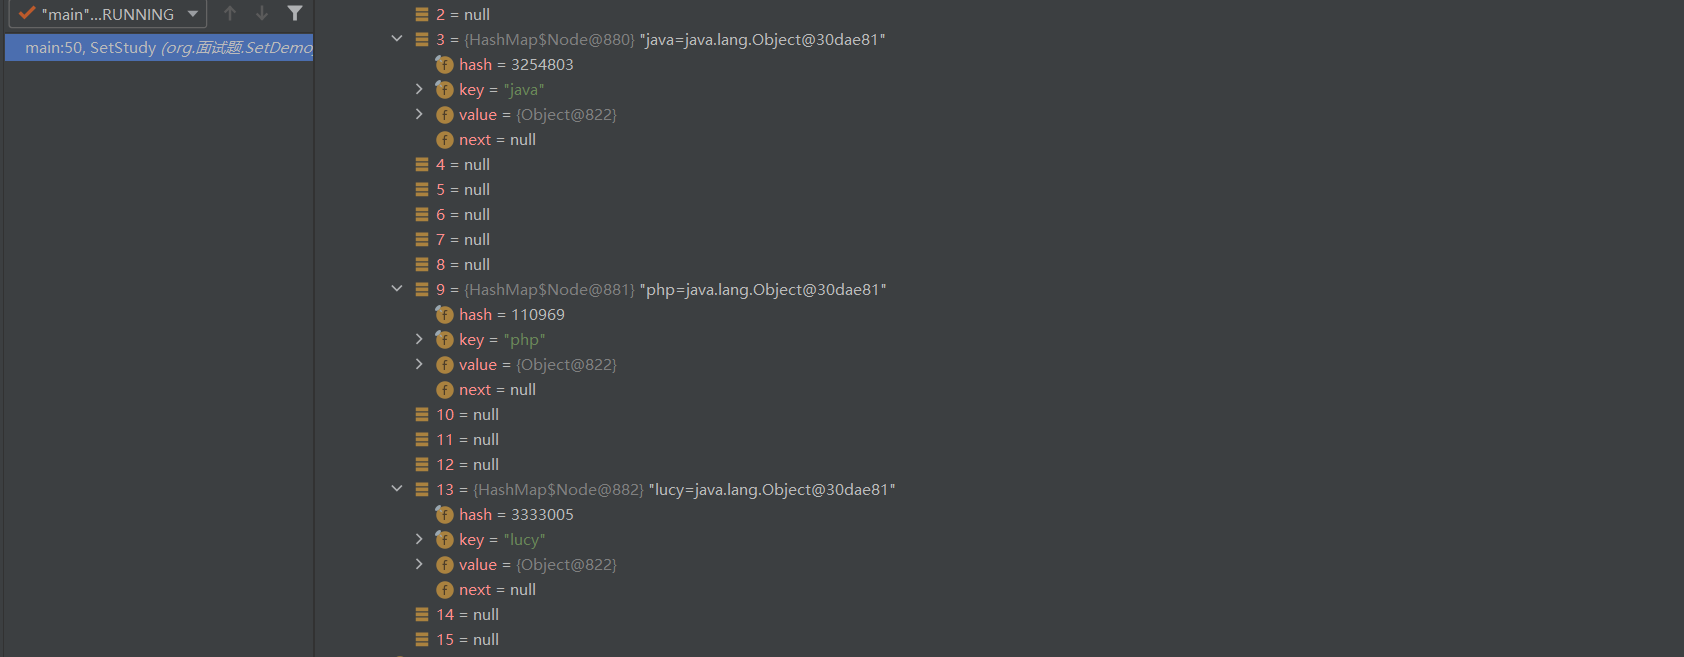 "main"...RUNNING
main:50, SetStudy (org.面试题.SetDemo)
2 = null
3 = {HashMap$Node@880} "java=java.lang.Object@30dae81"
hash = 3254803
key = "java"
value = {Object@822}
next = null
4 = null
5 = null
6 = null
7 = null
8 = null
9 = {HashMap$Node@881} "php=java.lang.Object@30dae81"
hash = 110969
key = "php"
value = {Object@822}
next = null
10 = null
11 = null
12 = null
13 = {HashMap$Node@882} "lucy=java.lang.Object@30dae81"
hash = 3333005
key = "lucy"
value = {Object@822}
next = null
14 = null
15 = null